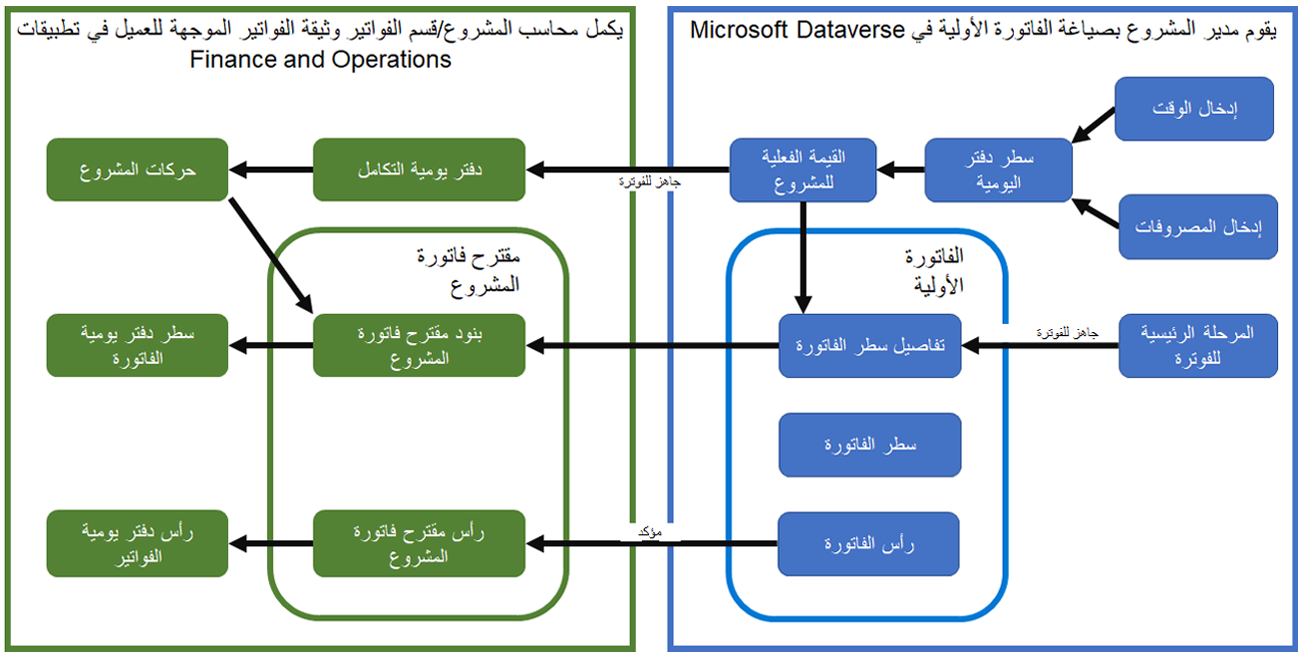 يقوم مدير المشروع بصياغة الفاتورة الأولية في Microsoft Dataverse
إدخال الوقت
سطر دفتر
اليومية
القيمة الفعلية
للمشروع
إدخال المصروفات
الفاتورة
الأولية
المرحلة الرئيسية
للفوترة
جاهز للفوترة
تفاصيل سطر الفاتورة
سطر الفاتورة
رأس الفاتورة
جاهز للفوترة
مؤكد
يكمل محاسب المشروع/قسم الفواتير وثيقة الفواتير الموجهة للعميل في تطبيقات
Finance and Operations
دفتر يومية التكامل
حركات المشروع
مقترح فاتورة
المشروع
بنود مقترح فاتورة
المشروع
سطر دفتر يومية
الفاتورة
رأس مقترح فاتورة
المشروع
رأس دفتر يومية
الفواتير